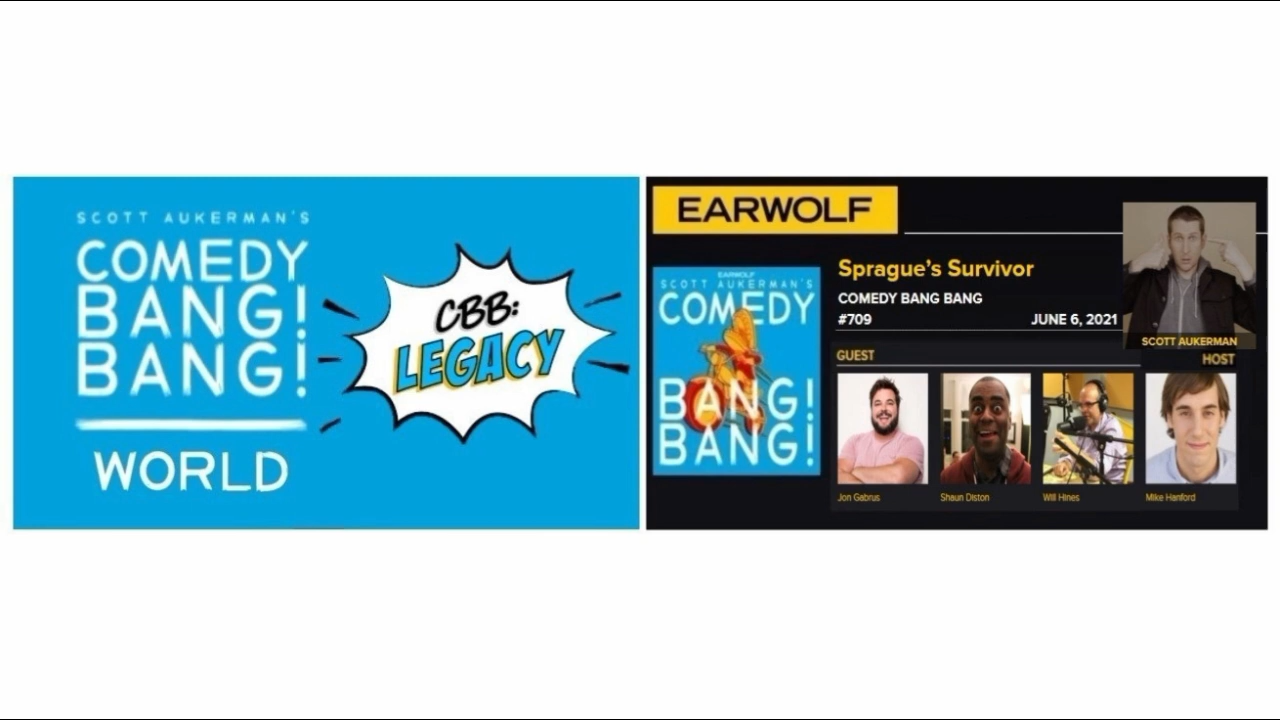 SCOTT AUKERMAN'S
COMEDY
BANG!
BANG!
WORLD
CBB:
LEGACY
EARWOLF
EARWOLF
SCOTT AUKERMAN'S
COMEDY
BANG!
BANG!
Sprague's Survivor
COMEDY BANG BANG
#709
JUNE 6, 2021
SCOTT AUKERMAN
HOST
GUEST
Jon Gabrus
Shaun Diston
Will Hines
Mike Hanford